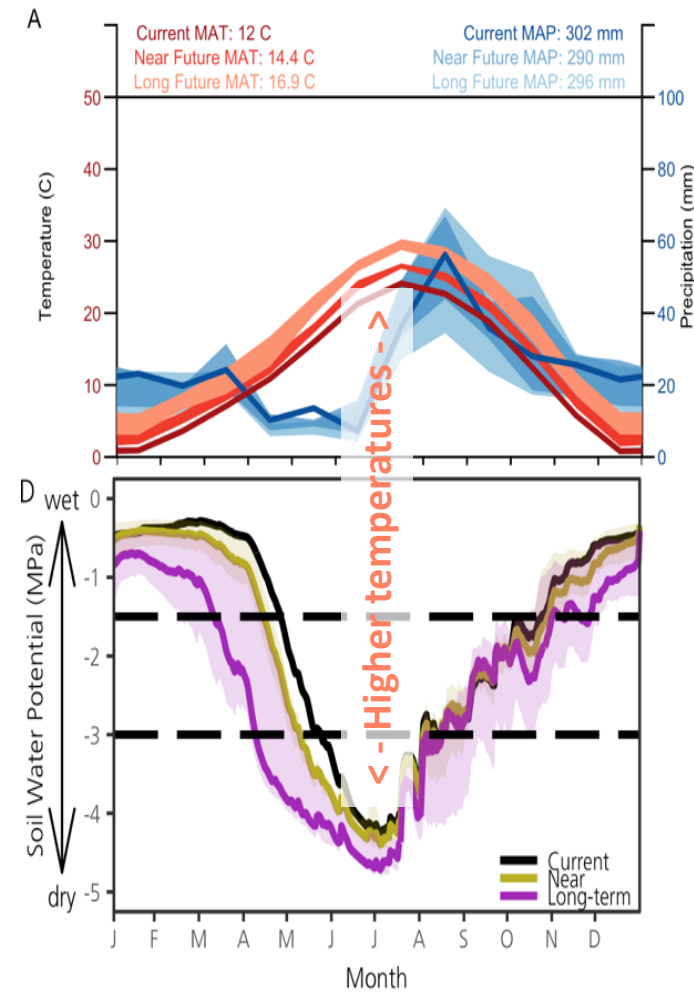 A
Current MAT: 12 C
Near Future MAT: 14.4 C
Long Future MAT: 16.9 C
Current MAP: 302 mm
Near Future MAP: 290 mm
Long Future MAP: 296 mm
50
40
30
20
10
0
Temperature (C)
100
80
60
40
20
0
Precipitation (mm)
<- Higher temperatures ->
D
wet
dry
Soil Water Potential (MPa)
0
-1
-2
-3
-4
-5
Current
Near
Long-term
J F M A M J J A S O N D
Month